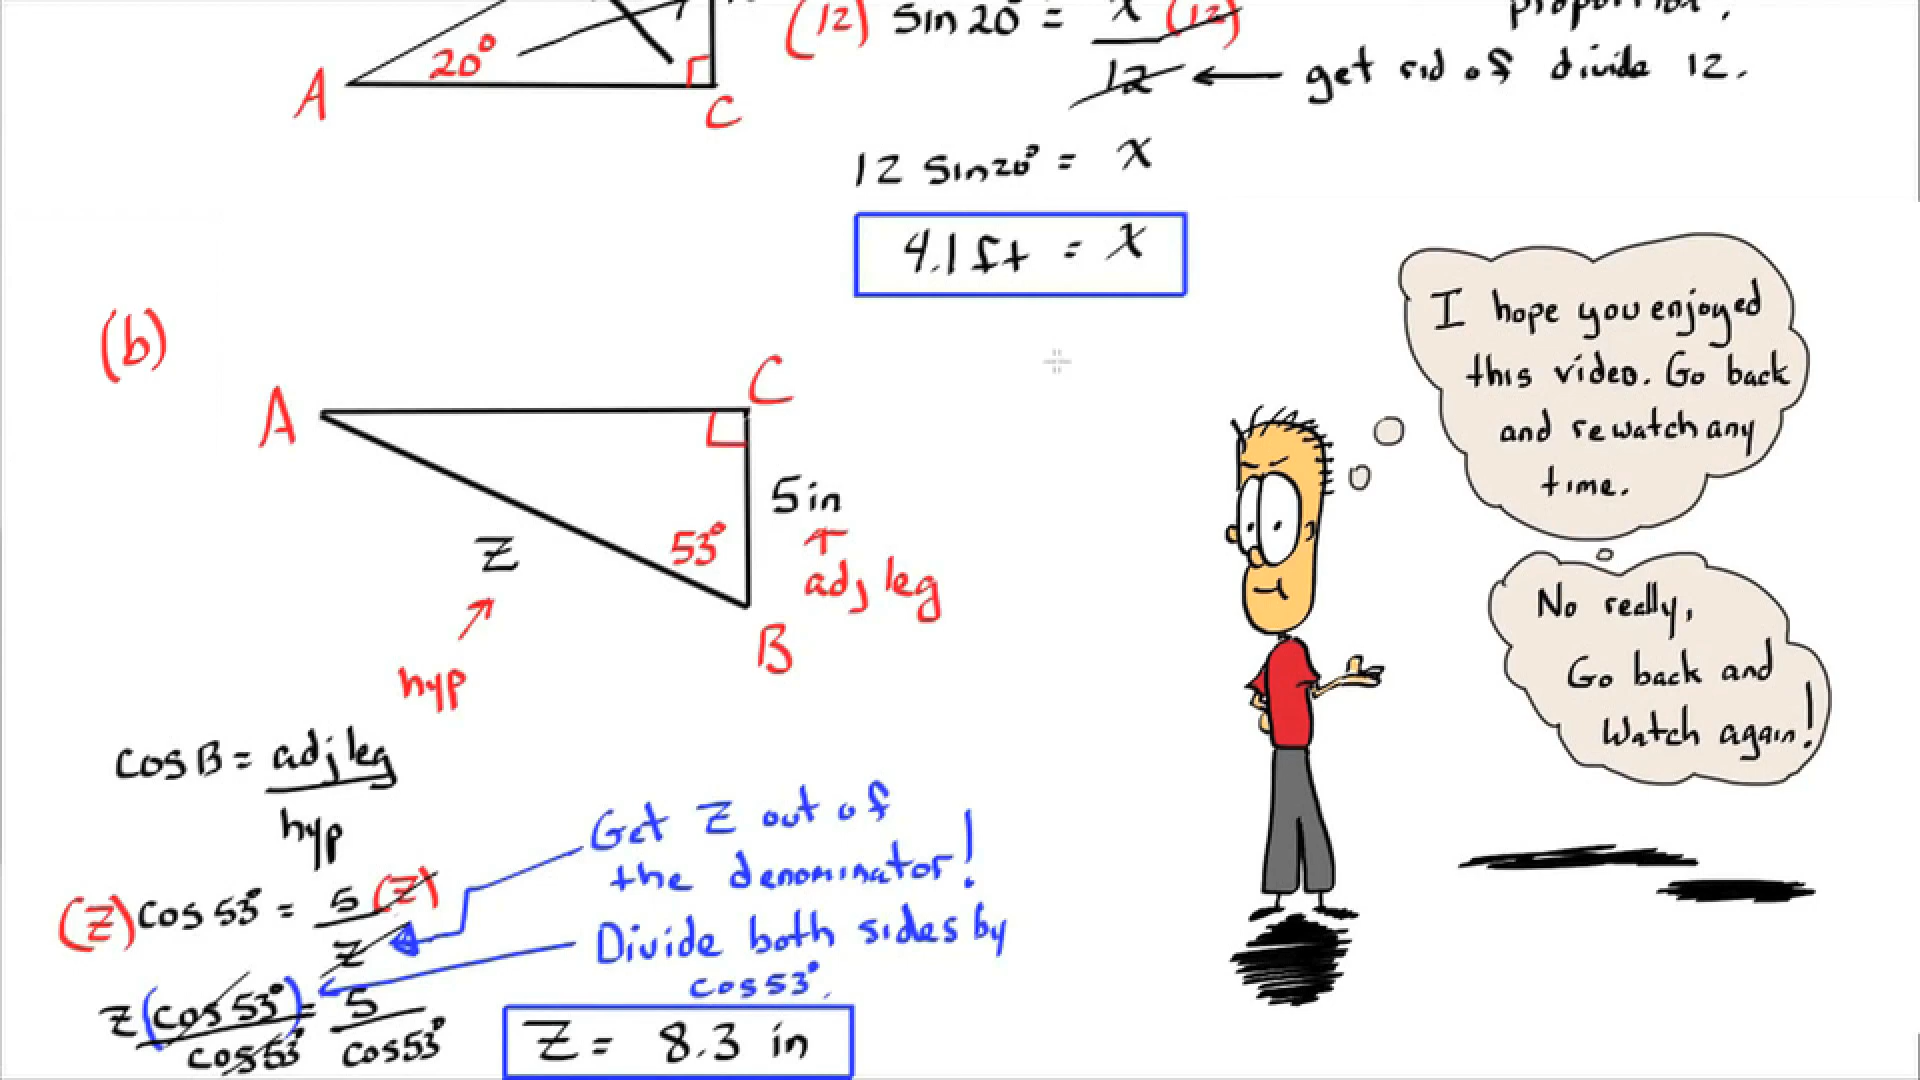 (12) sin 20° = x (12)
12 ← get rid of divide 12.
20°
A
C
12 sin 20° = x
4.1 ft = x
(b)
A
C
5 in
53°
adj leg
z
B
hyp
I hope you enjoyed
this video. Go back
and rewatch any
time.
No really,
Go back and
Watch again!
cos B = adj leg
hyp
Get z out of
the denominator!
(z) cos 53° = 5 (z)
z
Divide both sides by
cos 53°.
z (cos 53°) = 5
cos 53° cos 53°
z = 8.3 in